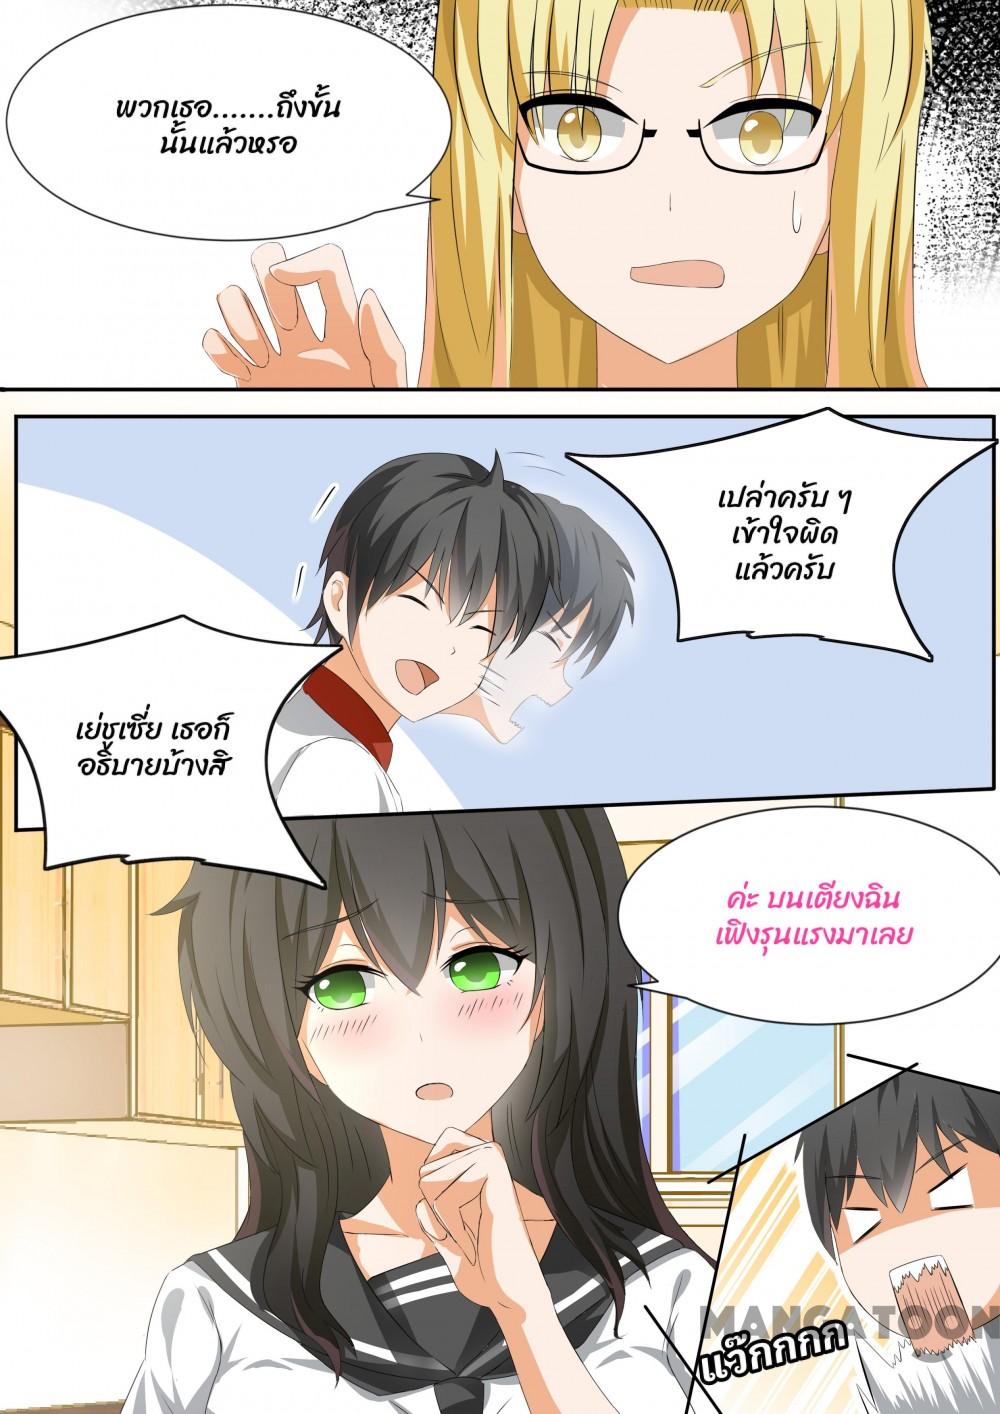 พวกเธอ.......ถึงขั้น
นั้นแล้วหรอ
เปล่าครับ ๆ
เข้าใจผิด
แล้วครับ
เย่ชูเซี่ย เธอก็
อธิบายบ้างสิ
ค่ะ บนเตียงฉิน
เฟิงรุนแรงมาเลย
แว๊กกกก
MANGATOON